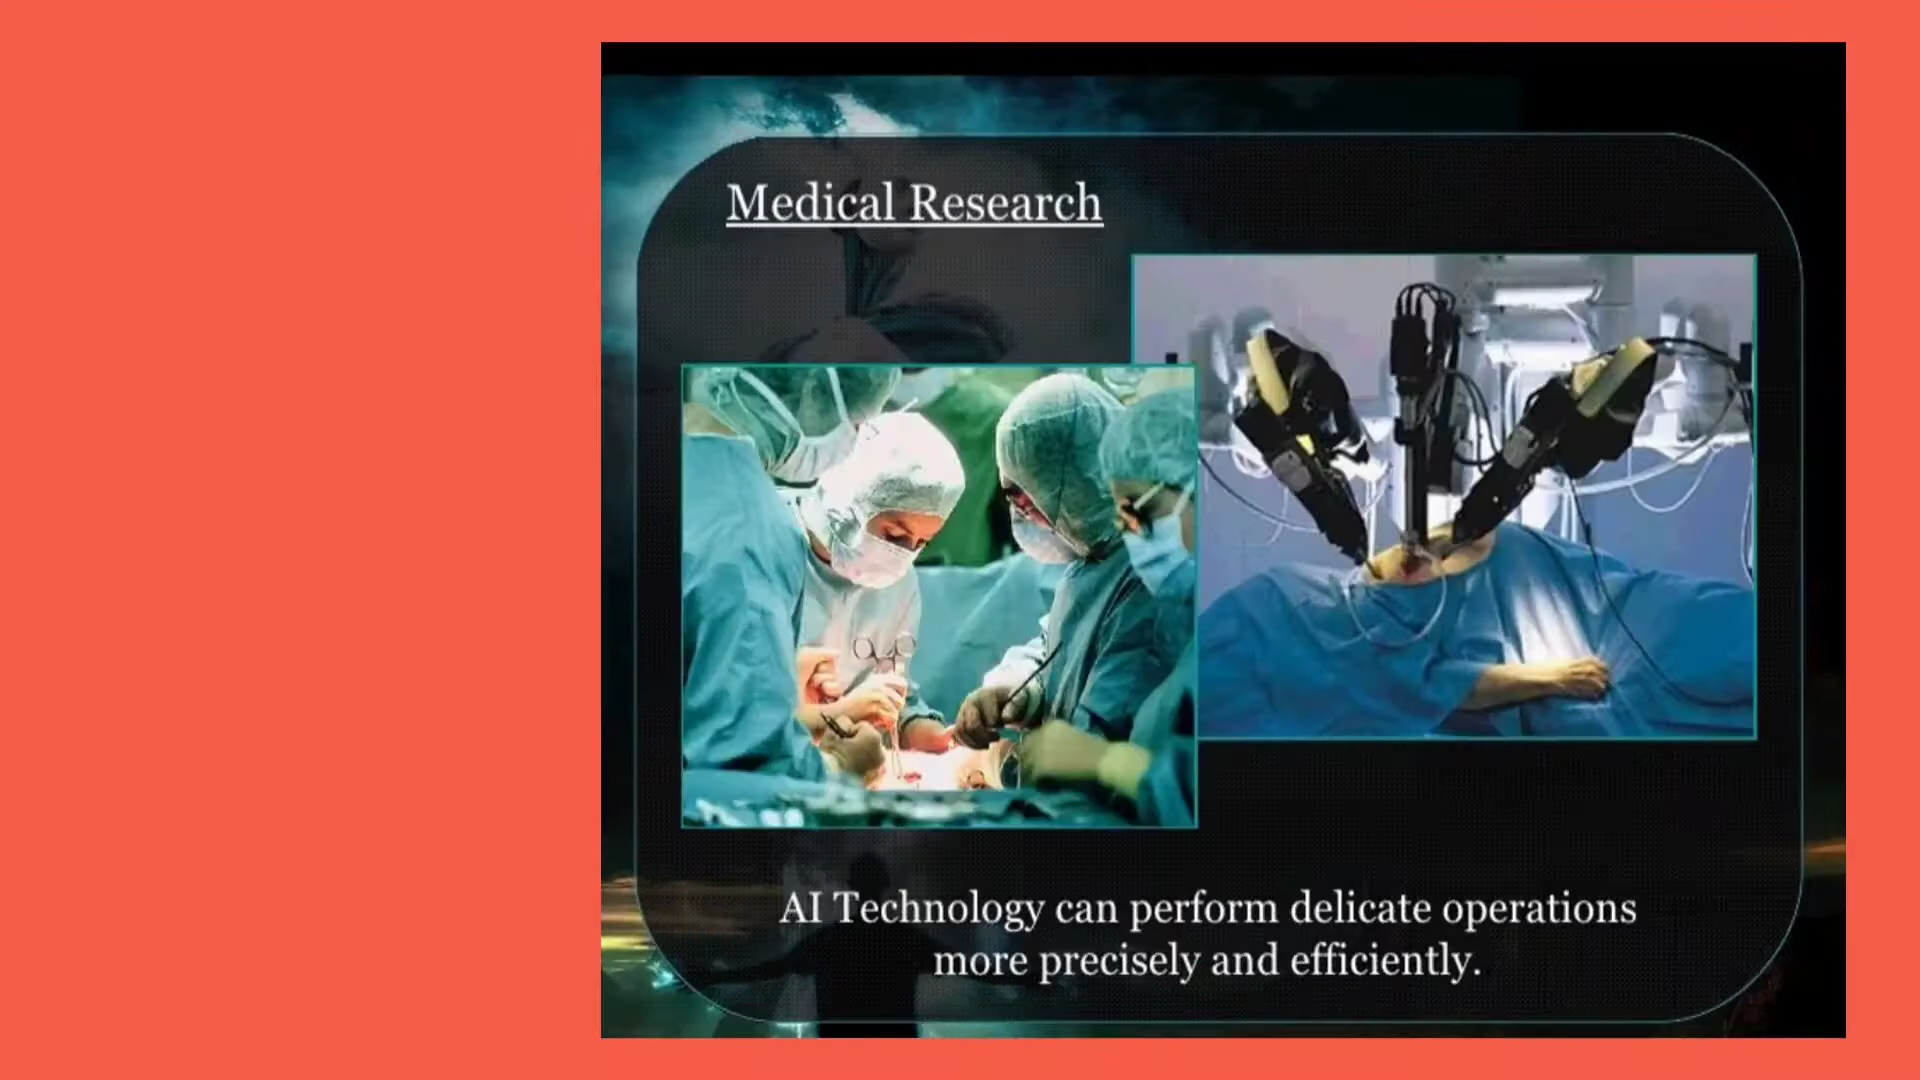 Medical Research
AI Technology can perform delicate operations
more precisely and efficiently.